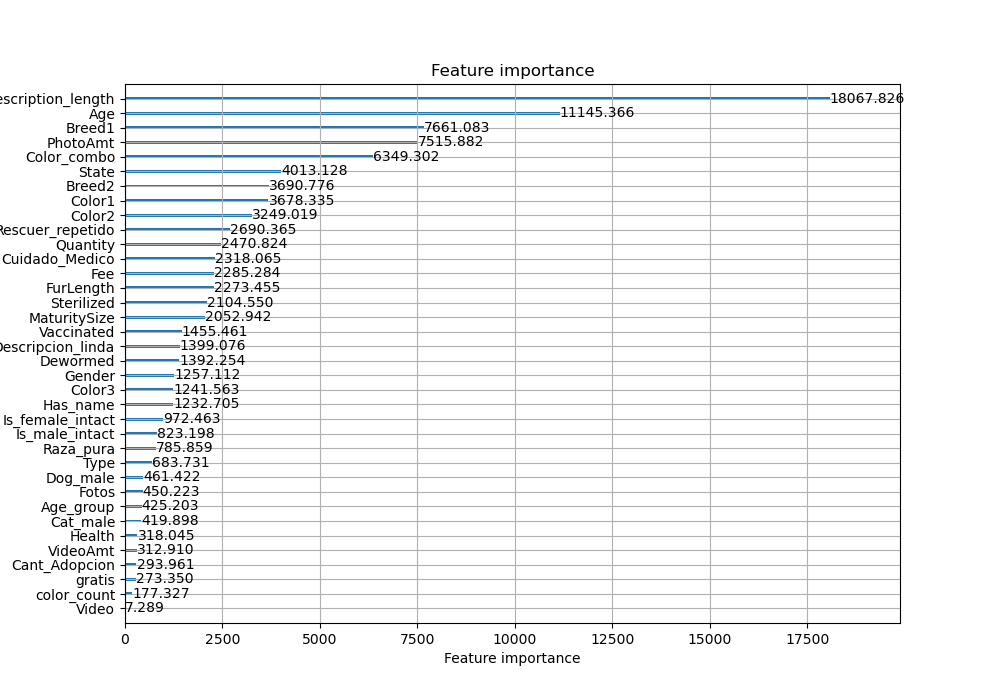 Feature importance
escription_length 18067.826
Age 11145.366
Breed1 7661.083
PhotoAmt 7515.882
Color_combo 6349.302
State 4013.128
Breed2 3690.776
Color1 3678.335
Color2 3249.019
Rescuer_repetido 2690.365
Quantity 2470.824
Cuidado_Medico 2318.065
Fee 2285.284
FurLength 2273.455
Sterilized 2104.550
MaturitySize 2052.942
Vaccinated 1455.461
Descripcion_linda 1399.076
Dewormed 1392.254
Gender 1257.112
Color3 1241.563
Has_name 1232.705
Is_female_intact 972.463
Is_male_intact 823.198
Raza_pura 785.859
Type 683.731
Dog_male 461.422
Fotos 450.223
Age_group 425.203
Cat_male 419.898
Health 318.045
VideoAmt 312.910
Cant_Adopcion 293.961
gratis 273.350
color_count 177.327
Video 7.289
0 2500 5000 7500 10000 12500 15000 17500
Feature importance